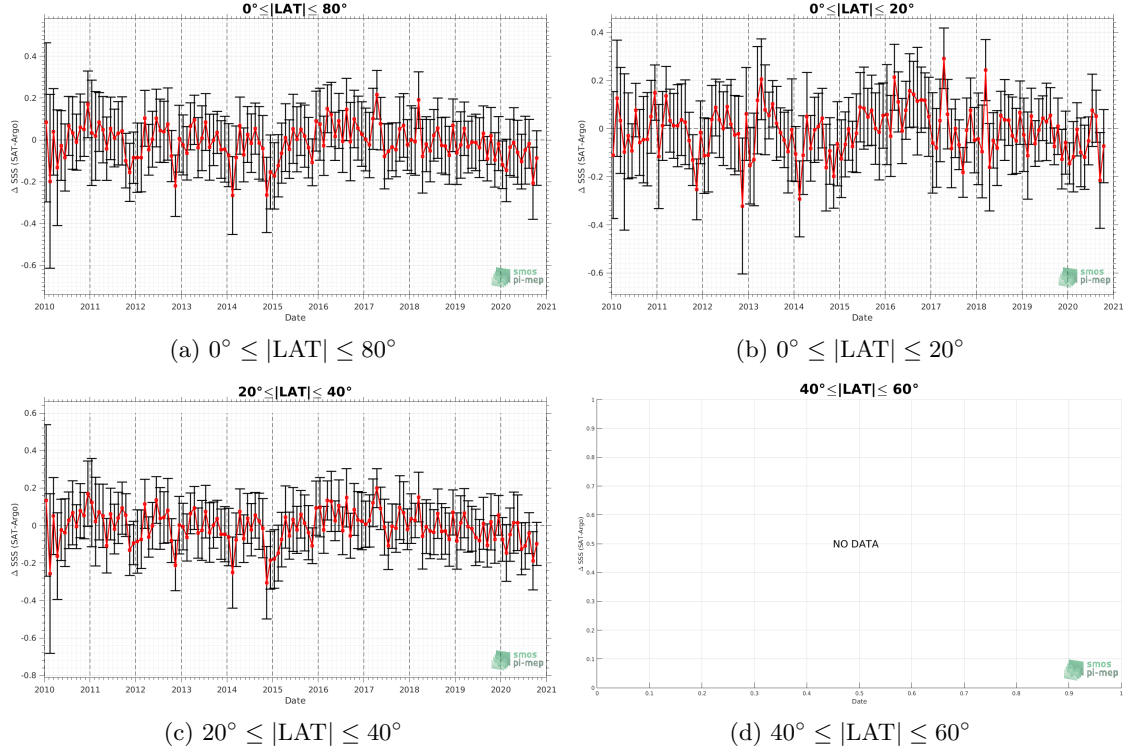 0°≤|LAT|≤ 80°
Δ SSS (SAT-Argo)
0.4
0.2
0
-0.2
-0.4
-0.6
2010 2011 2012 2013 2014 2015 2016 2017 2018 2019 2020 2021
Date
smos
pi-mep
(a) 0° ≤ |LAT| ≤ 80°
0°≤|LAT|≤ 20°
Δ SSS (SAT-Argo)
0.4
0.2
0
-0.2
-0.4
-0.6
2010 2011 2012 2013 2014 2015 2016 2017 2018 2019 2020 2021
Date
smos
pi-mep
(b) 0° ≤ |LAT| ≤ 20°
20°≤|LAT|≤ 40°
Δ SSS (SAT-Argo)
0.6
0.4
0.2
0
-0.2
-0.4
-0.6
-0.8
2010 2011 2012 2013 2014 2015 2016 2017 2018 2019 2020 2021
Date
smos
pi-mep
(c) 20° ≤ |LAT| ≤ 40°
40°≤|LAT|≤ 60°
Δ SSS (SAT-Argo)
1
0.9
0.8
0.7
0.6
0.5
0.4
0.3
0.2
0.1
0
NO DATA
0 0.1 0.2 0.3 0.4 0.5 0.6 0.7 0.8 0.9 1
Date
smos
pi-mep
(d) 40° ≤ |LAT| ≤ 60°